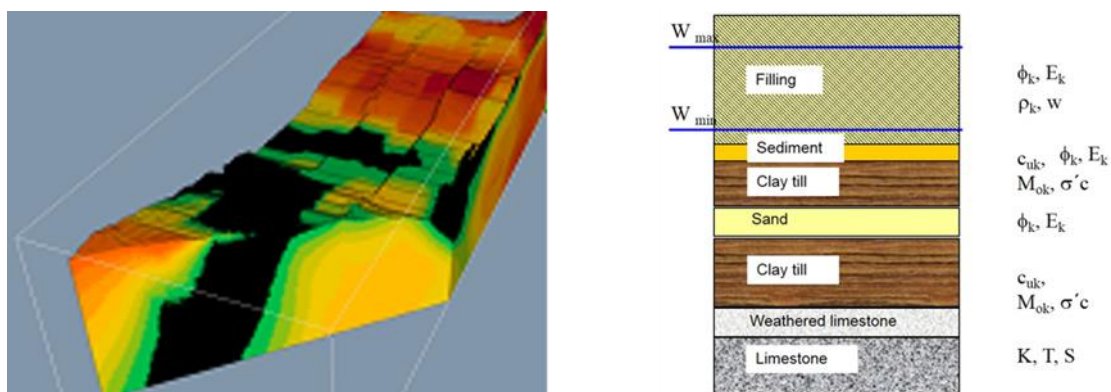 W max
Filling
W min
Sediment
Clay till
Sand
Clay till
Weathered limestone
Limestone
ϕk, Ek
ρk, w
cuk, ϕk, Ek
Mok, σ´c
ϕk, Ek
cuk,
Mok, σ´c
K, T, S